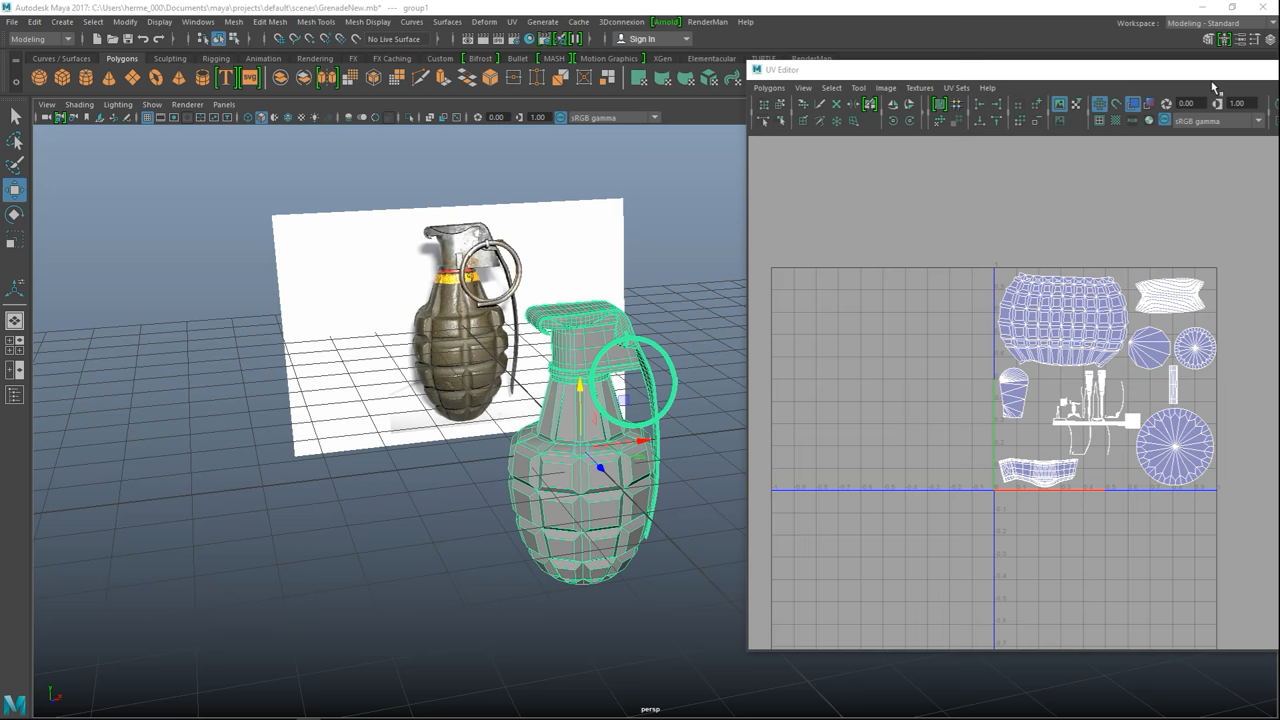 Autodesk Maya 2017: C:\Users\herme_000\Documents\maya\projects\default\scenes\GrenadeNew.mb* --- group1
File Edit Create Select Modify Display Windows Mesh Edit Mesh Mesh Tools Mesh Display Curves Surfaces Deform UV Generate Cache 3Dconnexion Arnold RenderMan Help
Workspace : Modeling - Standard
Modeling No Live Surface Sign In
Curves / Surfaces Polygons Sculpting Rigging Animation Rendering FX FX Caching Custom Bifrost Bullet MASH Motion Graphics XGen Elementacular
T SVG
UV Editor
Polygons View Select Tool Image Textures UV Sets Help
View Shading Lighting Show Renderer Panels
0.00 1.00
0.00 1.00 sRGB gamma
sRGB gamma
persp